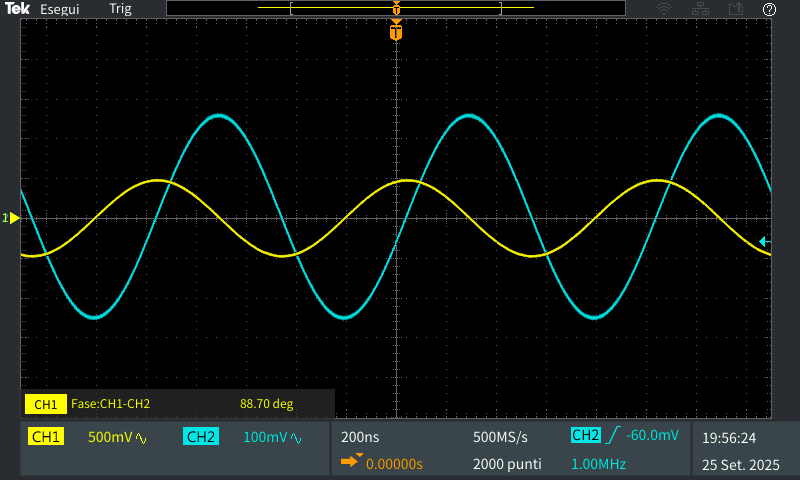 Tek Esegui Trig T ?
T
1
CH1 Fase:CH1-CH2 88.70 deg
CH1 500mV CH2 100mV 200ns 500MS/s CH2 -60.0mV 19:56:24
0.00000s 2000 punti 1.00MHz 25 Set. 2025